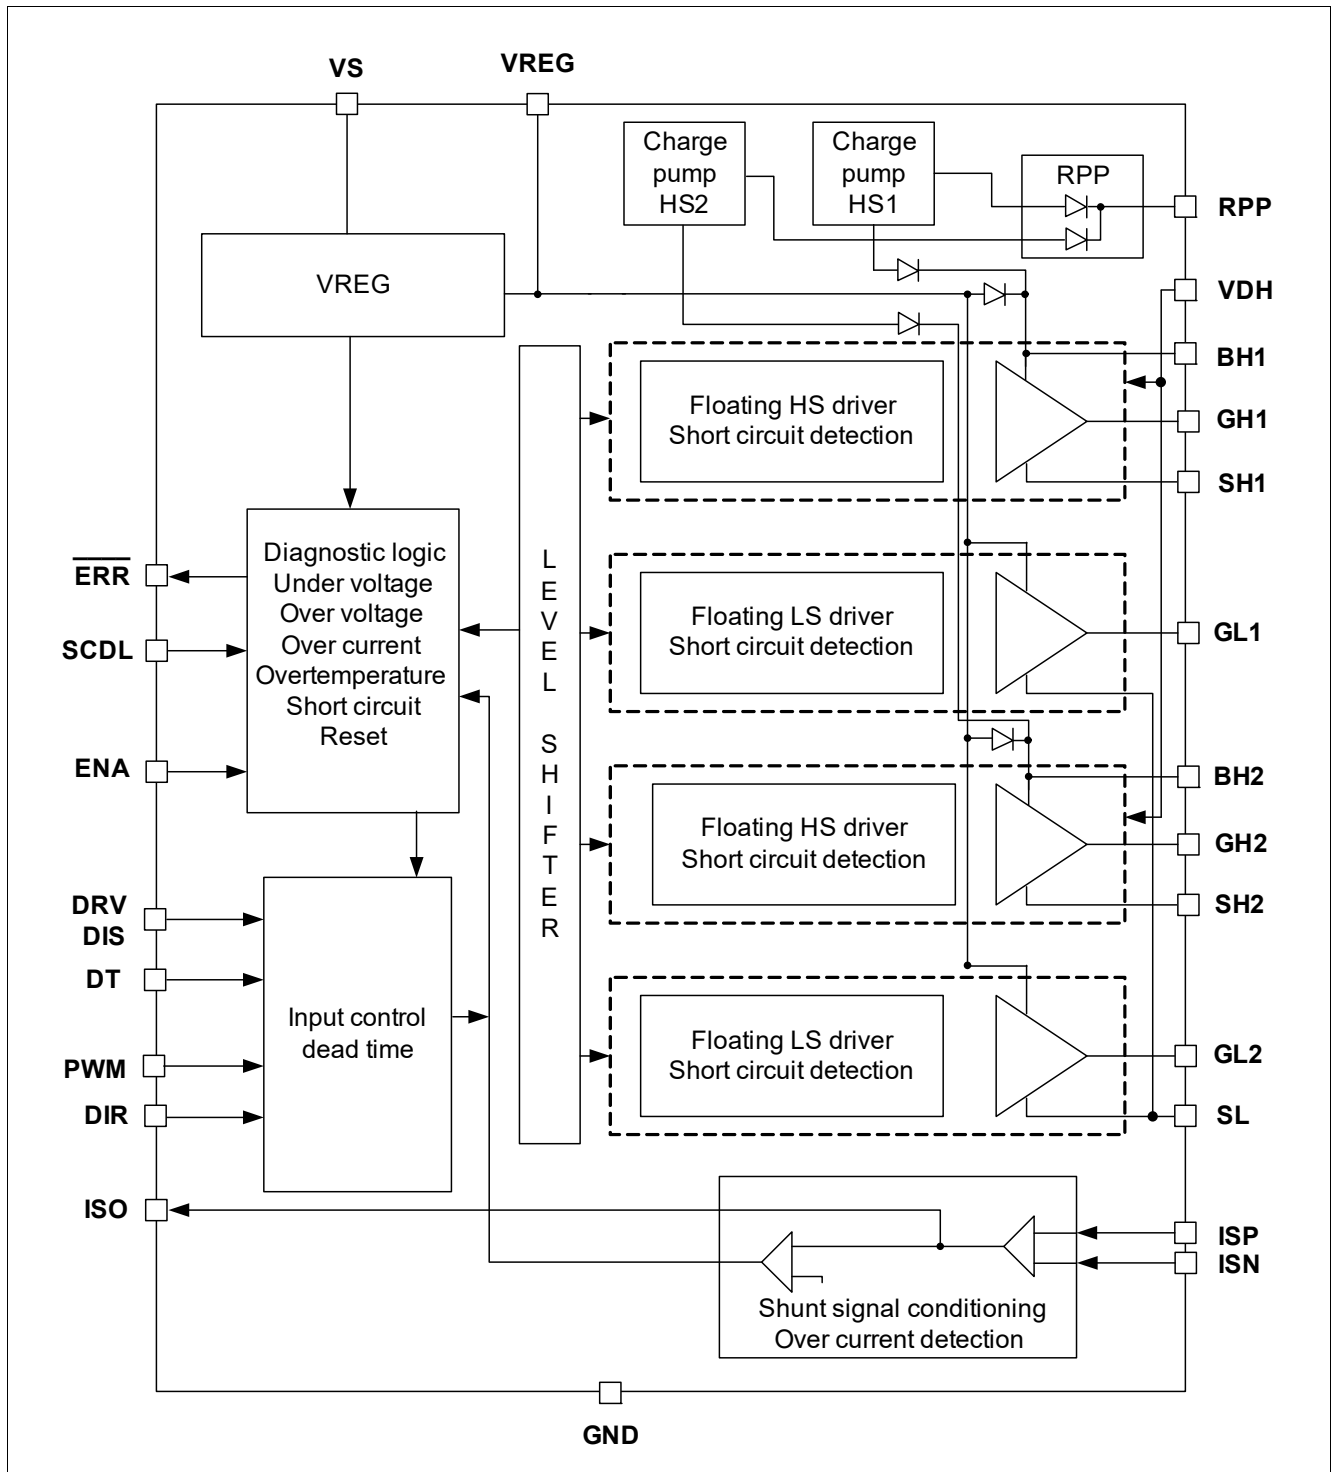 VS
VREG
Charge
pump
HS2
Charge
pump
HS1
RPP
RPP
VREG
VDH
BH1
Floating HS driver
Short circuit detection
GH1
SH1
Diagnostic logic
Under voltage
Over voltage
Over current
Overtemperature
Short circuit
Reset
ERR
SCDL
ENA
L
E
V
E
L
S
H
I
F
T
E
R
Floating LS driver
Short circuit detection
GL1
BH2
Floating HS driver
Short circuit detection
GH2
SH2
DRV
DIS
DT
PWM
DIR
Input control
dead time
Floating LS driver
Short circuit detection
GL2
SL
ISO
ISP
ISN
Shunt signal conditioning
Over current detection
GND